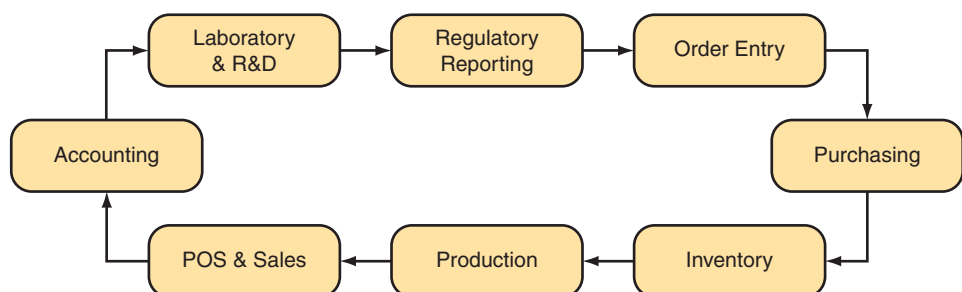 Laboratory
& R&D
Regulatory
Reporting
Order Entry
Accounting
Purchasing
POS & Sales
Production
Inventory